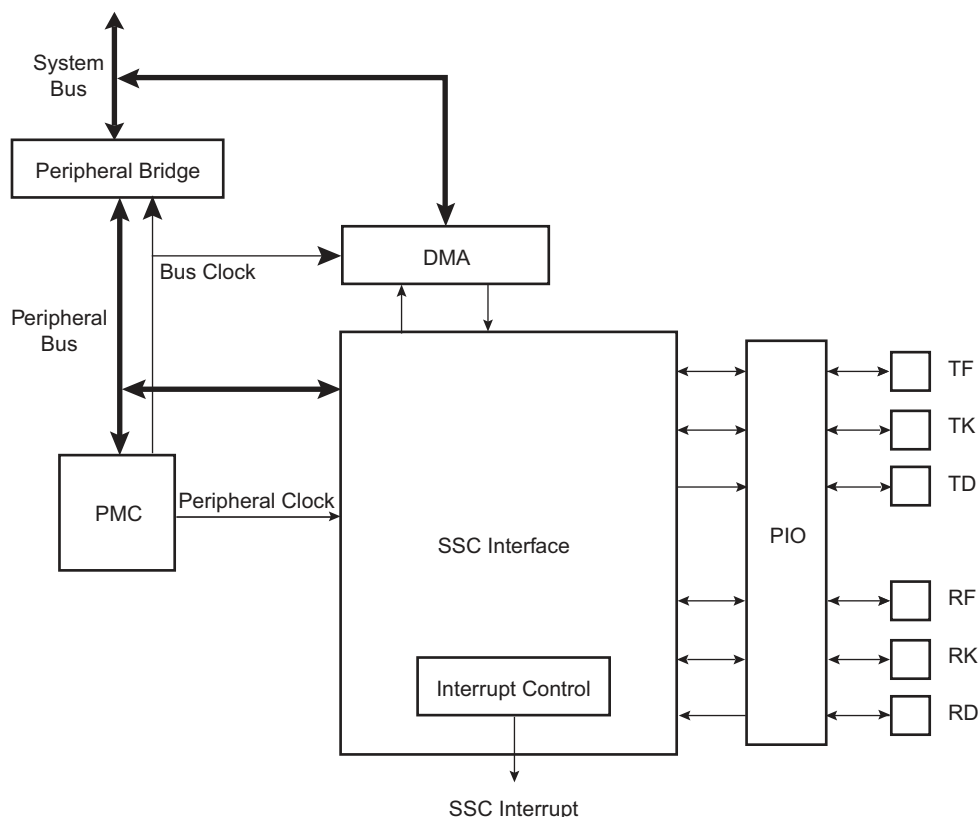 System
Bus
Peripheral Bridge
DMA
Bus Clock
Peripheral
Bus
TF
TK
Peripheral Clock
TD
PMC
SSC Interface
PIO
RF
RK
Interrupt Control
RD
SSC Interrupt